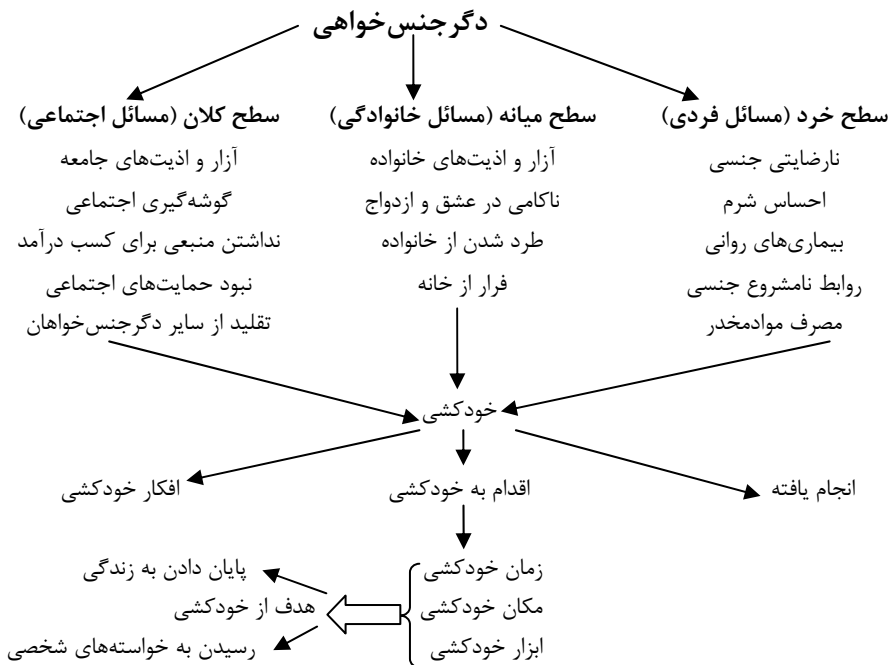 دگرجنس‌خواهی
سطح خرد (مسائل فردی)
نارضایتی جنسی
احساس شرم
بیماری‌های روانی
روابط نامشروع جنسی
مصرف موادمخدر
سطح میانه (مسائل خانوادگی)
آزار و اذیت‌های خانواده
ناکامی در عشق و ازدواج
طرد شدن از خانواده
فرار از خانه
سطح کلان (مسائل اجتماعی)
آزار و اذیت‌های جامعه
گوشه‌گیری اجتماعی
نداشتن منبعی برای کسب درآمد
نبود حمایت‌های اجتماعی
تقلید از سایر دگرجنس‌خواهان
خودکشی
انجام یافته
اقدام به خودکشی
افکار خودکشی
زمان خودکشی
مکان خودکشی
ابزار خودکشی
پایان دادن به زندگی
هدف از خودکشی
رسیدن به خواسته‌های شخصی